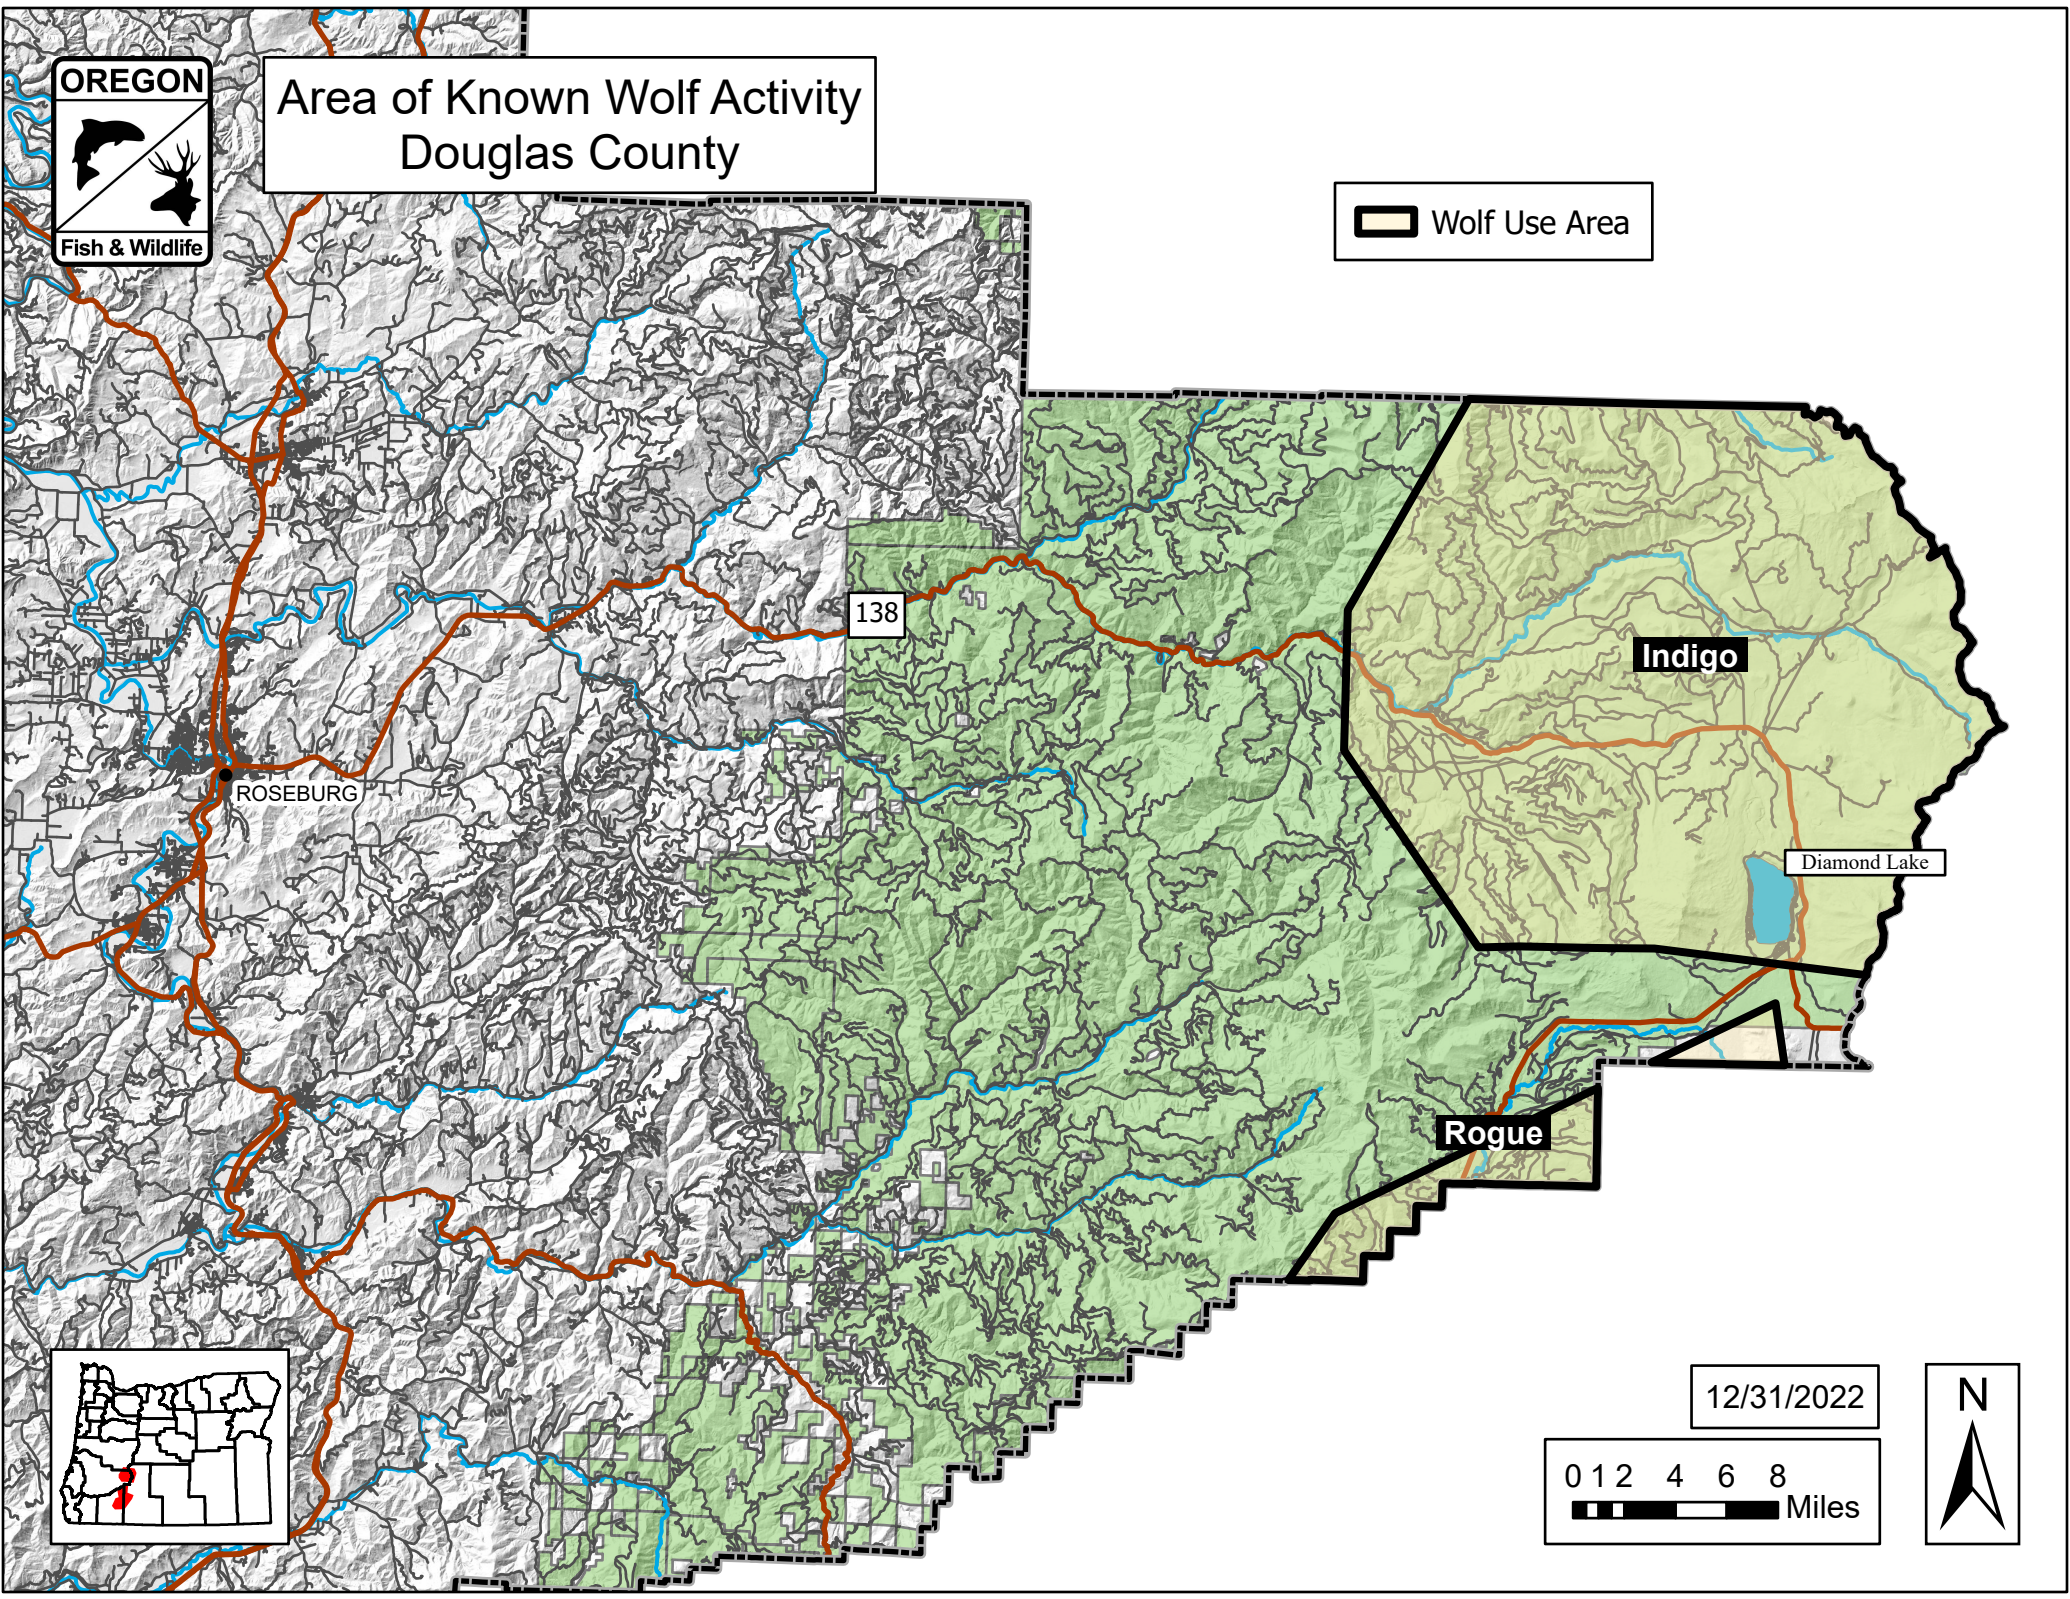 OREGON
Fish & Wildlife
Area of Known Wolf Activity
Douglas County
Wolf Use Area
138
Indigo
ROSEBURG
Diamond Lake
Rogue
12/31/2022
0 1 2 4 6 8
Miles
N